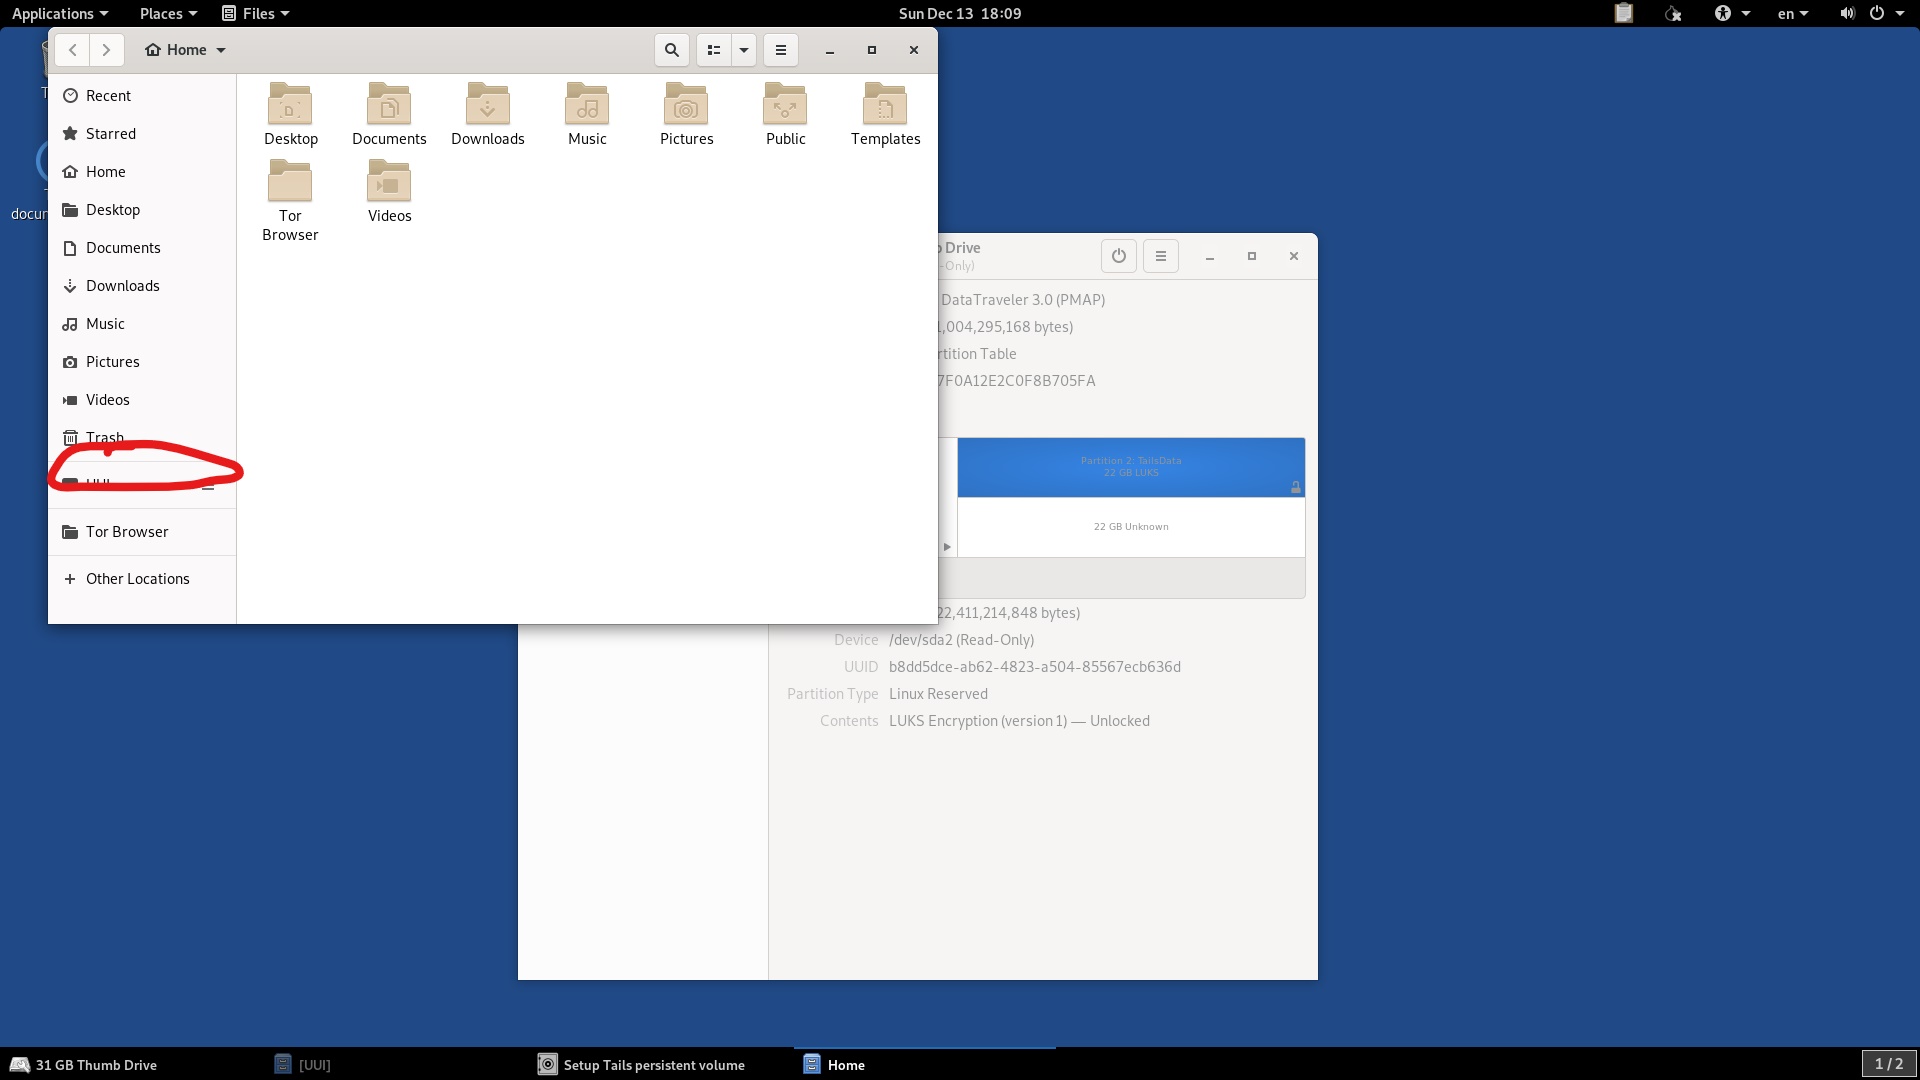 Applications Places Files Sun Dec 13 18:09 en
Home
Recent
Starred
Home
Desktop
Documents
Downloads
Music
Pictures
Videos
Trash
UUI
Tor Browser
Other Locations
Desktop Documents Downloads Music Pictures Public Templates
Tor Browser
Videos
Drive
-Only)
DataTraveler 3.0 (PMAP)
,004,295,168 bytes)
rtition Table
7F0A12E2C0F8B705FA
Partition 2: TailsData
22 GB LUKS
22 GB Unknown
22,411,214,848 bytes)
Device /dev/sda2 (Read-Only)
UUID b8dd5dce-ab62-4823-a504-85567ecb636d
Partition Type Linux Reserved
Contents LUKS Encryption (version 1) — Unlocked
docu
31 GB Thumb Drive [UUI] Setup Tails persistent volume Home 1 / 2